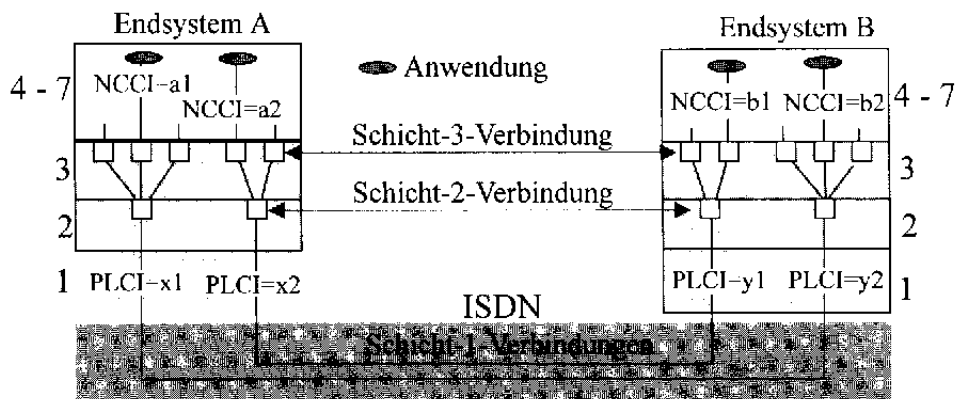 Endsystem A
Endsystem B
Anwendung
4 - 7
NCCI=a1
NCCI=a2
NCCI=b1
NCCI=b2
4 - 7
Schicht-3-Verbindung
3
3
Schicht-2-Verbindung
2
2
1
PLCI=x1
PLCI=x2
PLCI=y1
PLCI=y2
1
ISDN
Schicht-1-Verbindungen